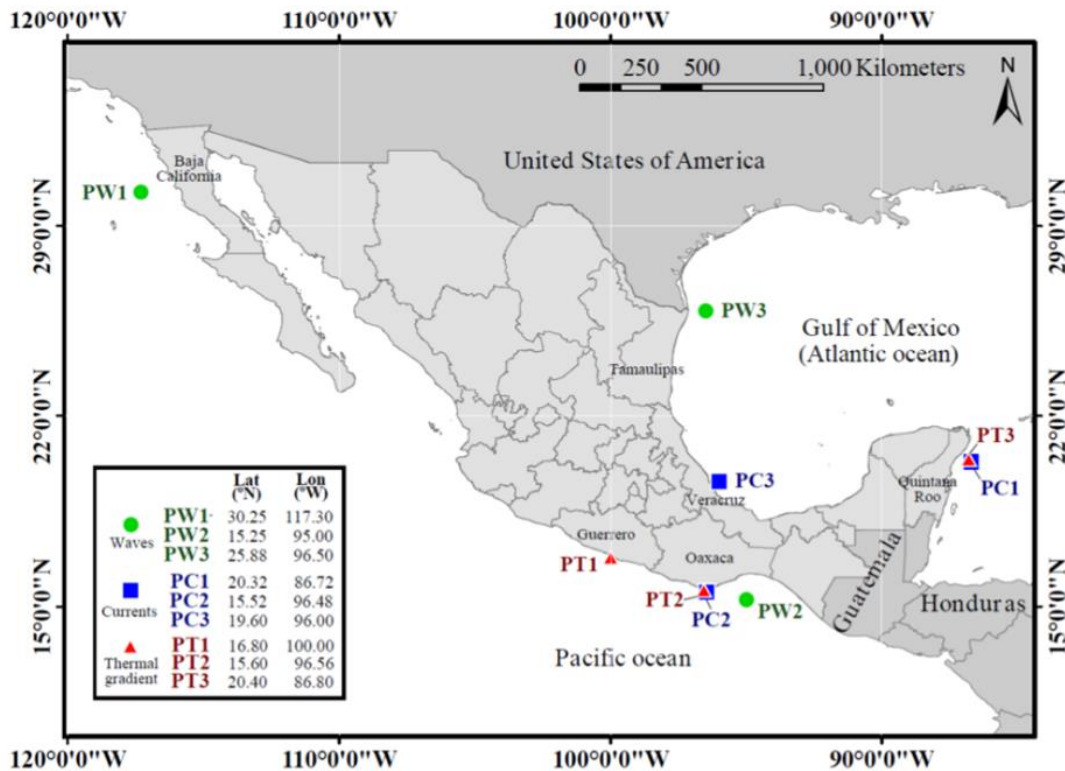 120°0'0"W 110°0'0"W 100°0'0"W 90°0'0"W
0 250 500 1,000 Kilometers
N
United States of America
Baja
California
PW1
29°0'0"N 29°0'0"N
PW3
Gulf of Mexico
(Atlantic ocean)
Tamaulipas
22°0'0"N 22°0'0"N
PT3
PC3
Quintana
Roo
PC1
Veracruz
Guerrero
Oaxaca
PT1
Guatemala
PT2
PC2
PW2
Honduras
15°0'0"N 15°0'0"N
Pacific ocean
Lat Lon
(°N) (°W)
PW1 30.25 117.30
Waves PW2 15.25 95.00
PW3 25.88 96.50
PC1 20.32 86.72
Currents PC2 15.52 96.48
PC3 19.60 96.00
PT1 16.80 100.00
Thermal
gradient
PT2 15.60 96.56
PT3 20.40 86.80
120°0'0"W 110°0'0"W 100°0'0"W 90°0'0"W